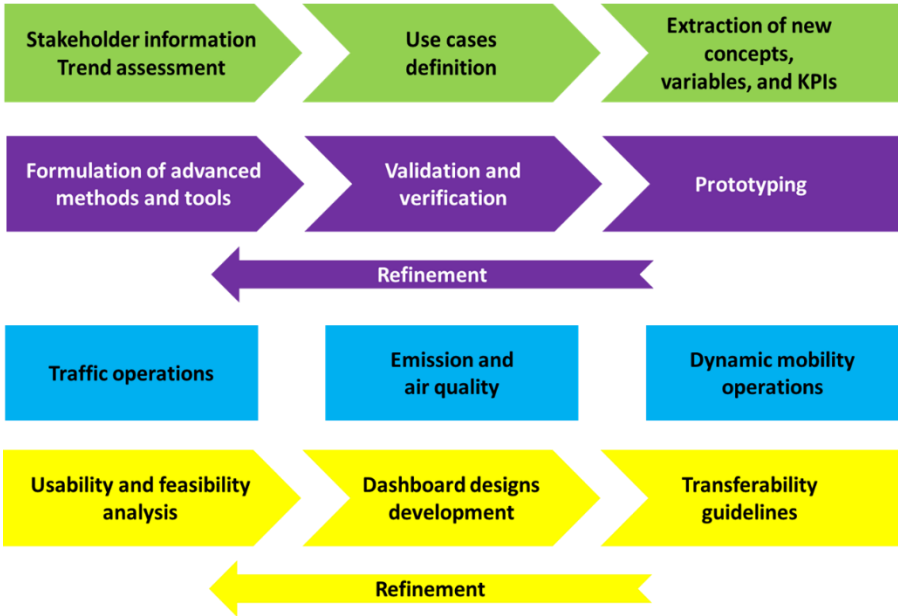 Stakeholder information
Trend assessment
Use cases
definition
Extraction of new
concepts,
variables, and KPIs
Formulation of advanced
methods and tools
Validation and
verification
Prototyping
Refinement
Traffic operations
Emission and
air quality
Dynamic mobility
operations
Usability and feasibility
analysis
Dashboard designs
development
Transferability
guidelines
Refinement